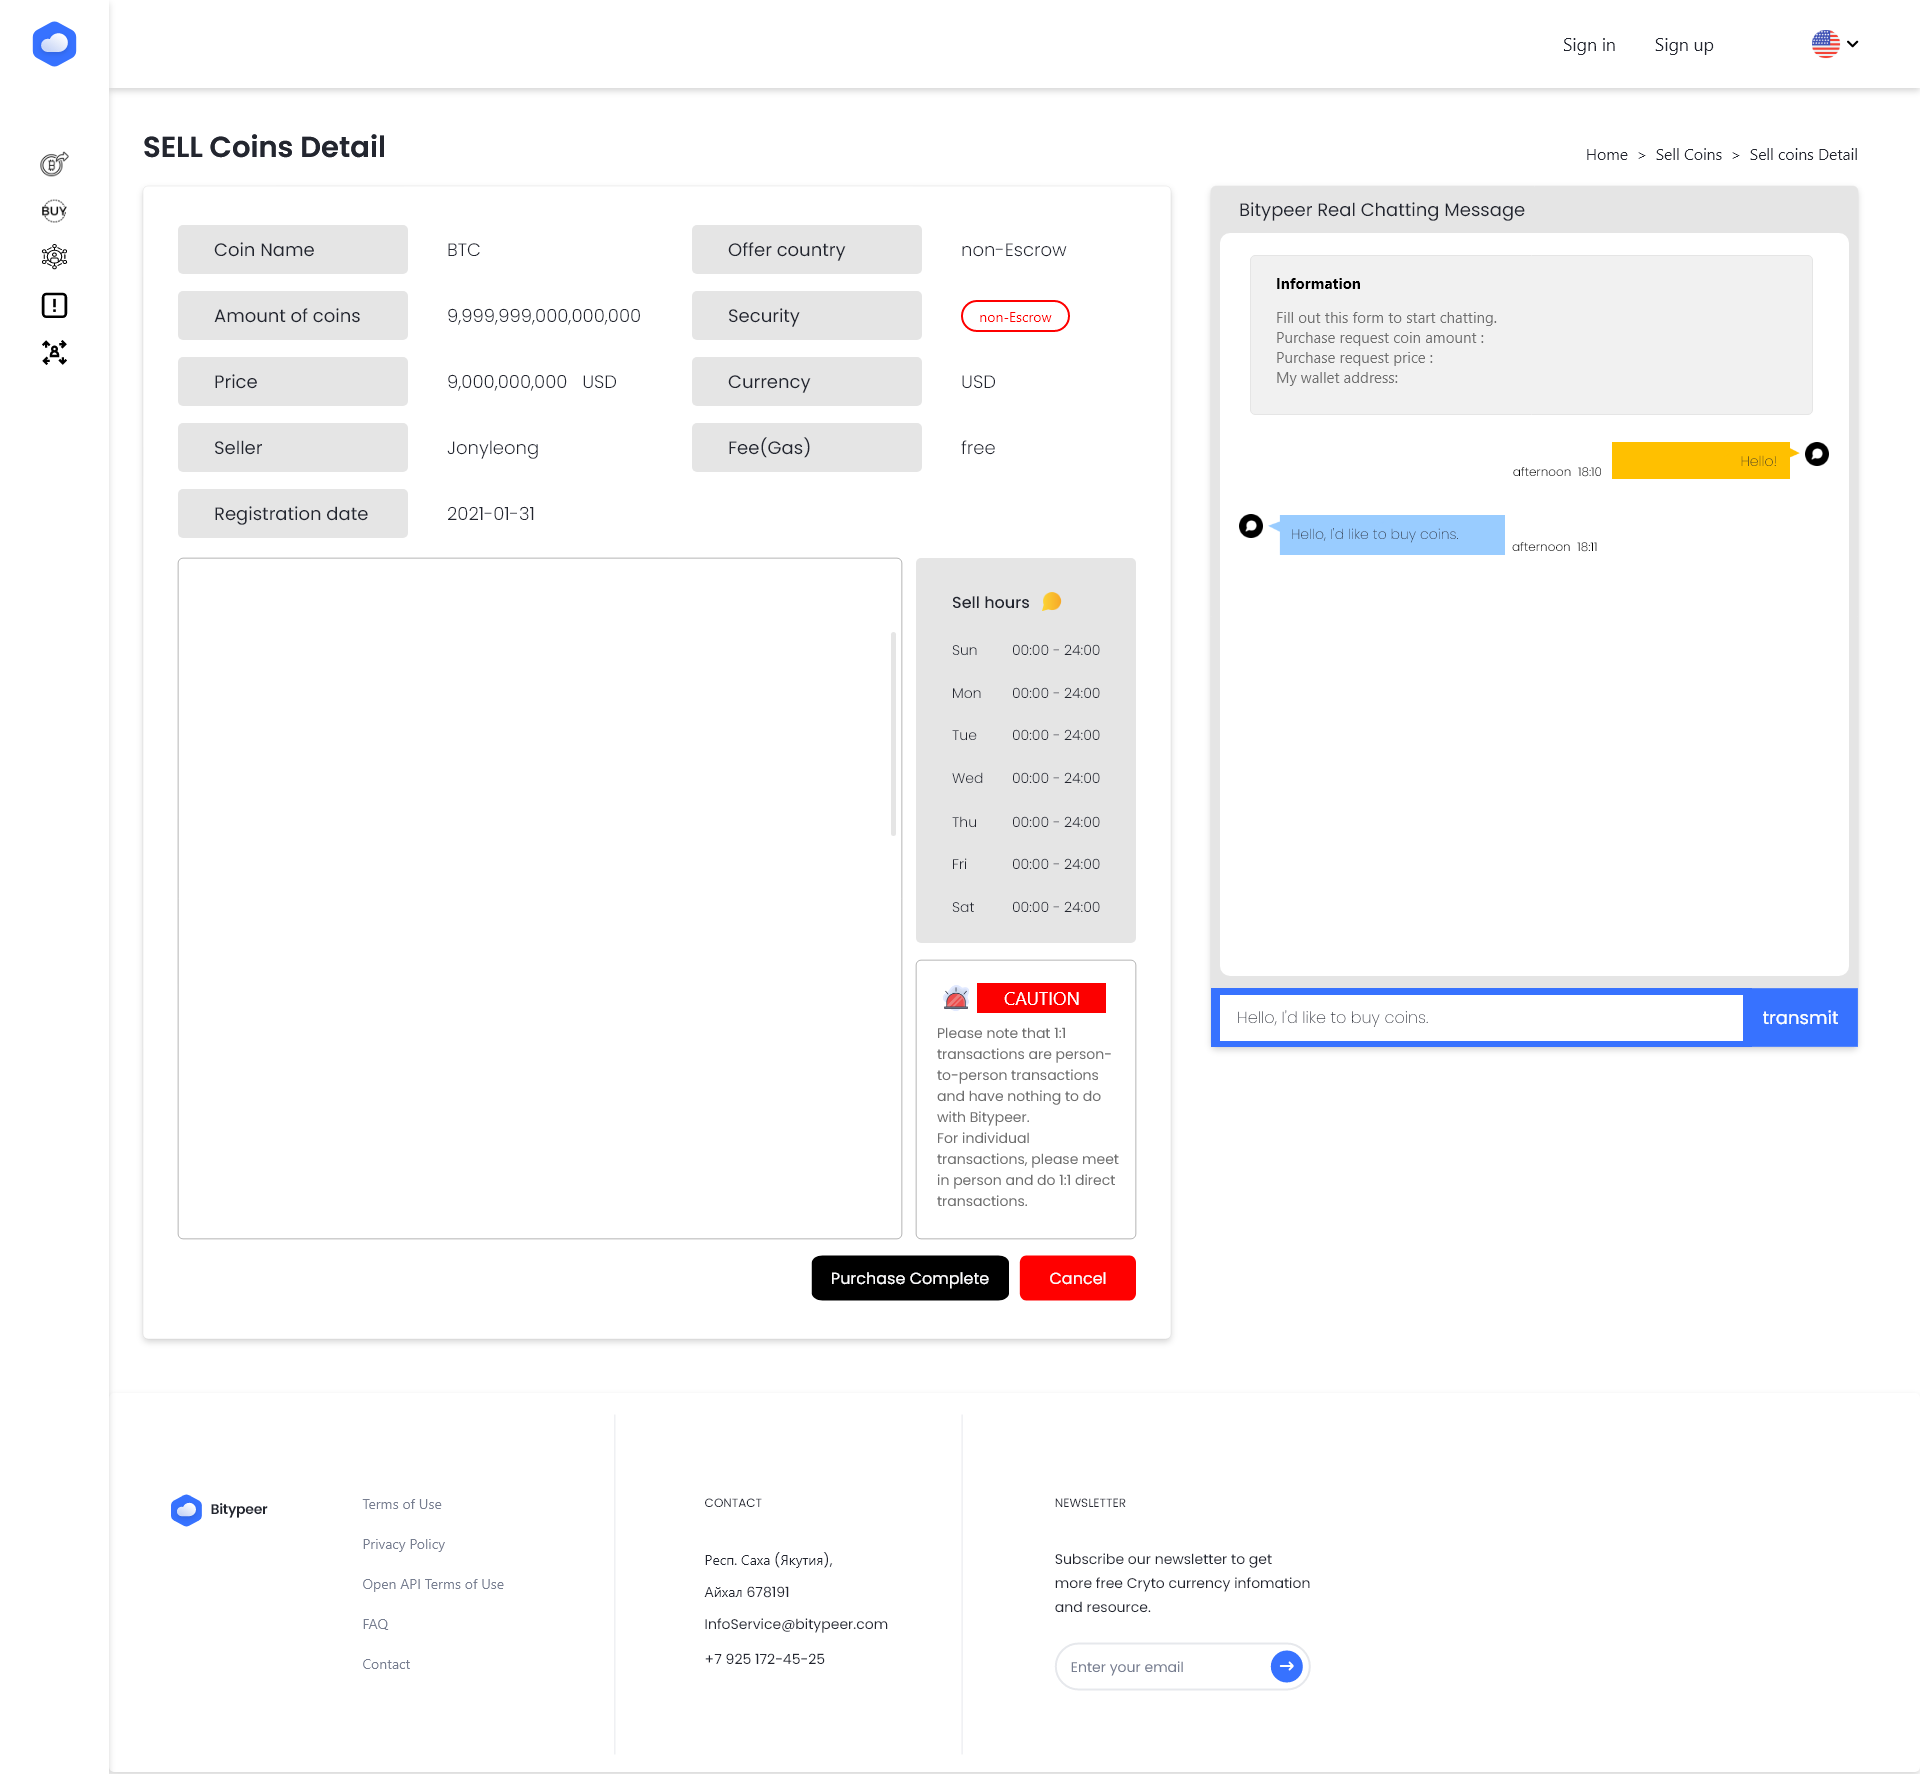 Sign in Sign up
SELL Coins Detail
Home > Sell Coins > Sell coins Detail
BUY
Coin Name BTC Offer country non-Escrow
Amount of coins 9,999,999,000,000,000 Security non-Escrow
Price 9,000,000,000 USD Currency USD
Seller Jonyleong Fee(Gas) free
Registration date 2021-01-31
Sell hours
Sun 00:00 - 24:00
Mon 00:00 - 24:00
Tue 00:00 - 24:00
Wed 00:00 - 24:00
Thu 00:00 - 24:00
Fri 00:00 - 24:00
Sat 00:00 - 24:00
CAUTION
Please note that 1:1
transactions are person-
to-person transactions
and have nothing to do
with Bitypeer.
For individual
transactions, please meet
in person and do 1:1 direct
transactions.
Purchase Complete Cancel
Bitypeer Real Chatting Message
Information
Fill out this form to start chatting.
Purchase request coin amount :
Purchase request price :
My wallet address:
afternoon 18:10 Hello!
Hello, I'd like to buy coins. afternoon 18:11
Hello, I'd like to buy coins. transmit
Bitypeer
Terms of Use
Privacy Policy
Open API Terms of Use
FAQ
Contact
CONTACT
Респ. Саха (Якутия),
Айхал 678191
InfoService@bitypeer.com
+7 925 172-45-25
NEWSLETTER
Subscribe our newsletter to get
more free Cryto currency infomation
and resource.
Enter your email